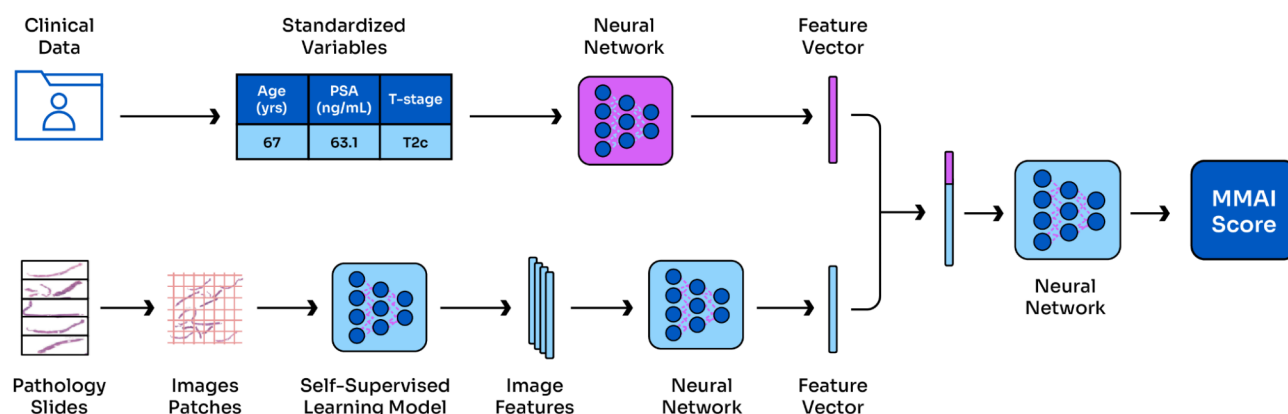 Clinical
Data
Standardized
Variables
Neural
Network
Feature
Vector
Age
(yrs)
PSA
(ng/mL)
T-stage
67
63.1
T2c
MMAI
Score
Neural
Network
Pathology
Slides
Images
Patches
Self-Supervised
Learning Model
Image
Features
Neural
Network
Feature
Vector